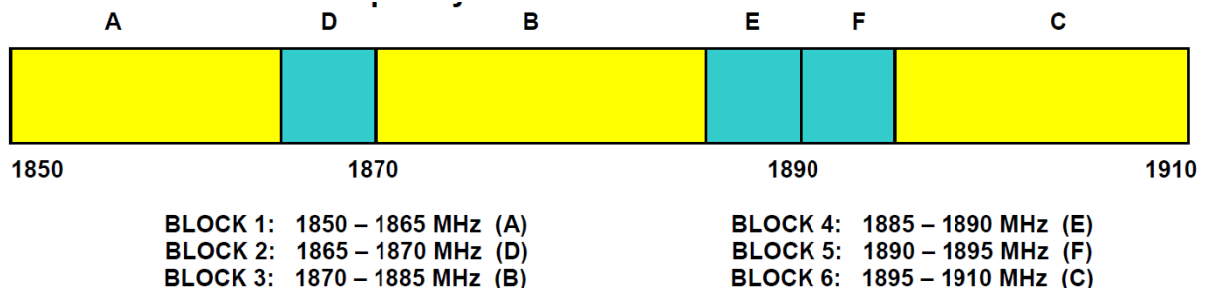 A D B E F C
1850 1870 1890 1910
BLOCK 1: 1850 – 1865 MHz (A) BLOCK 4: 1885 – 1890 MHz (E)
BLOCK 2: 1865 – 1870 MHz (D) BLOCK 5: 1890 – 1895 MHz (F)
BLOCK 3: 1870 – 1885 MHz (B) BLOCK 6: 1895 – 1910 MHz (C)